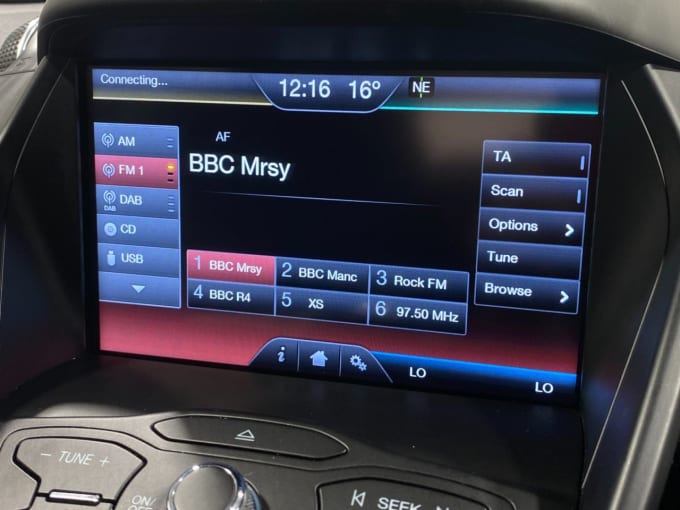 Connecting...
12:16 16° NE
AM
FM 1
DAB
DAB
CD
USB
AF
BBC Mrsy
TA
Scan
Options
Tune
Browse
1 BBC Mrsy 2 BBC Manc 3 Rock FM
4 BBC R4 5 XS 6 97.50 MHz
i
LO
LO
− TUNE +
ON/
OFF
SEEK